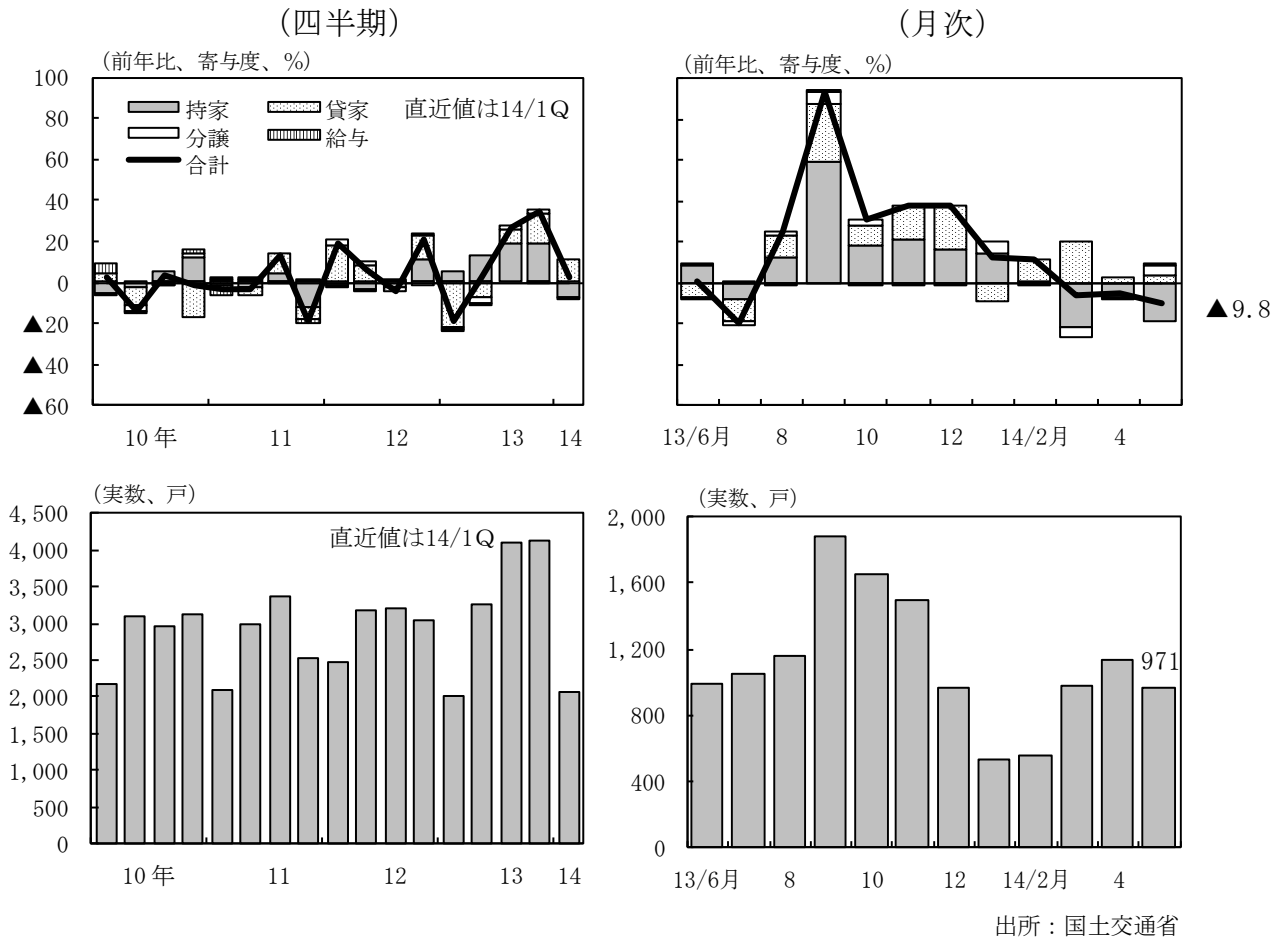 (四半期)
(前年比、寄与度、%)
100
80
60
40
20
0
▲20
▲40
▲60
持家
貸家
分譲
給与
合計
直近値は14/1Q
10年
11
12
13
14
(月次)
(前年比、寄与度、%)
▲9.8
13/6月
8
10
12
14/2月
4
(実数、戸)
4,500
4,000
3,500
3,000
2,500
2,000
1,500
1,000
500
0
直近値は14/1Q
10年
11
12
13
14
(実数、戸)
2,000
1,600
1,200
800
400
0
971
13/6月
8
10
12
14/2月
4
出所：国土交通省